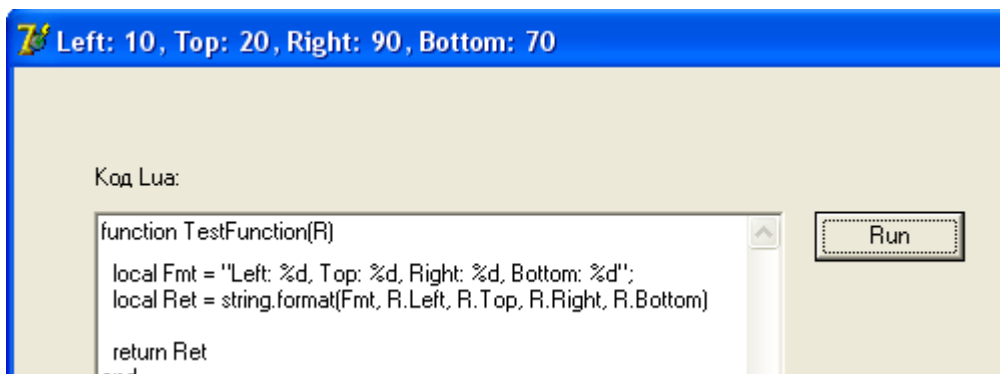 Left: 10, Top: 20, Right: 90, Bottom: 70
Код Lua:
function TestFunction(R)
Run
local Fmt = "Left: %d, Top: %d, Right: %d, Bottom: %d";
local Ret = string.format(Fmt, R.Left, R.Top, R.Right, R.Bottom)
return Ret